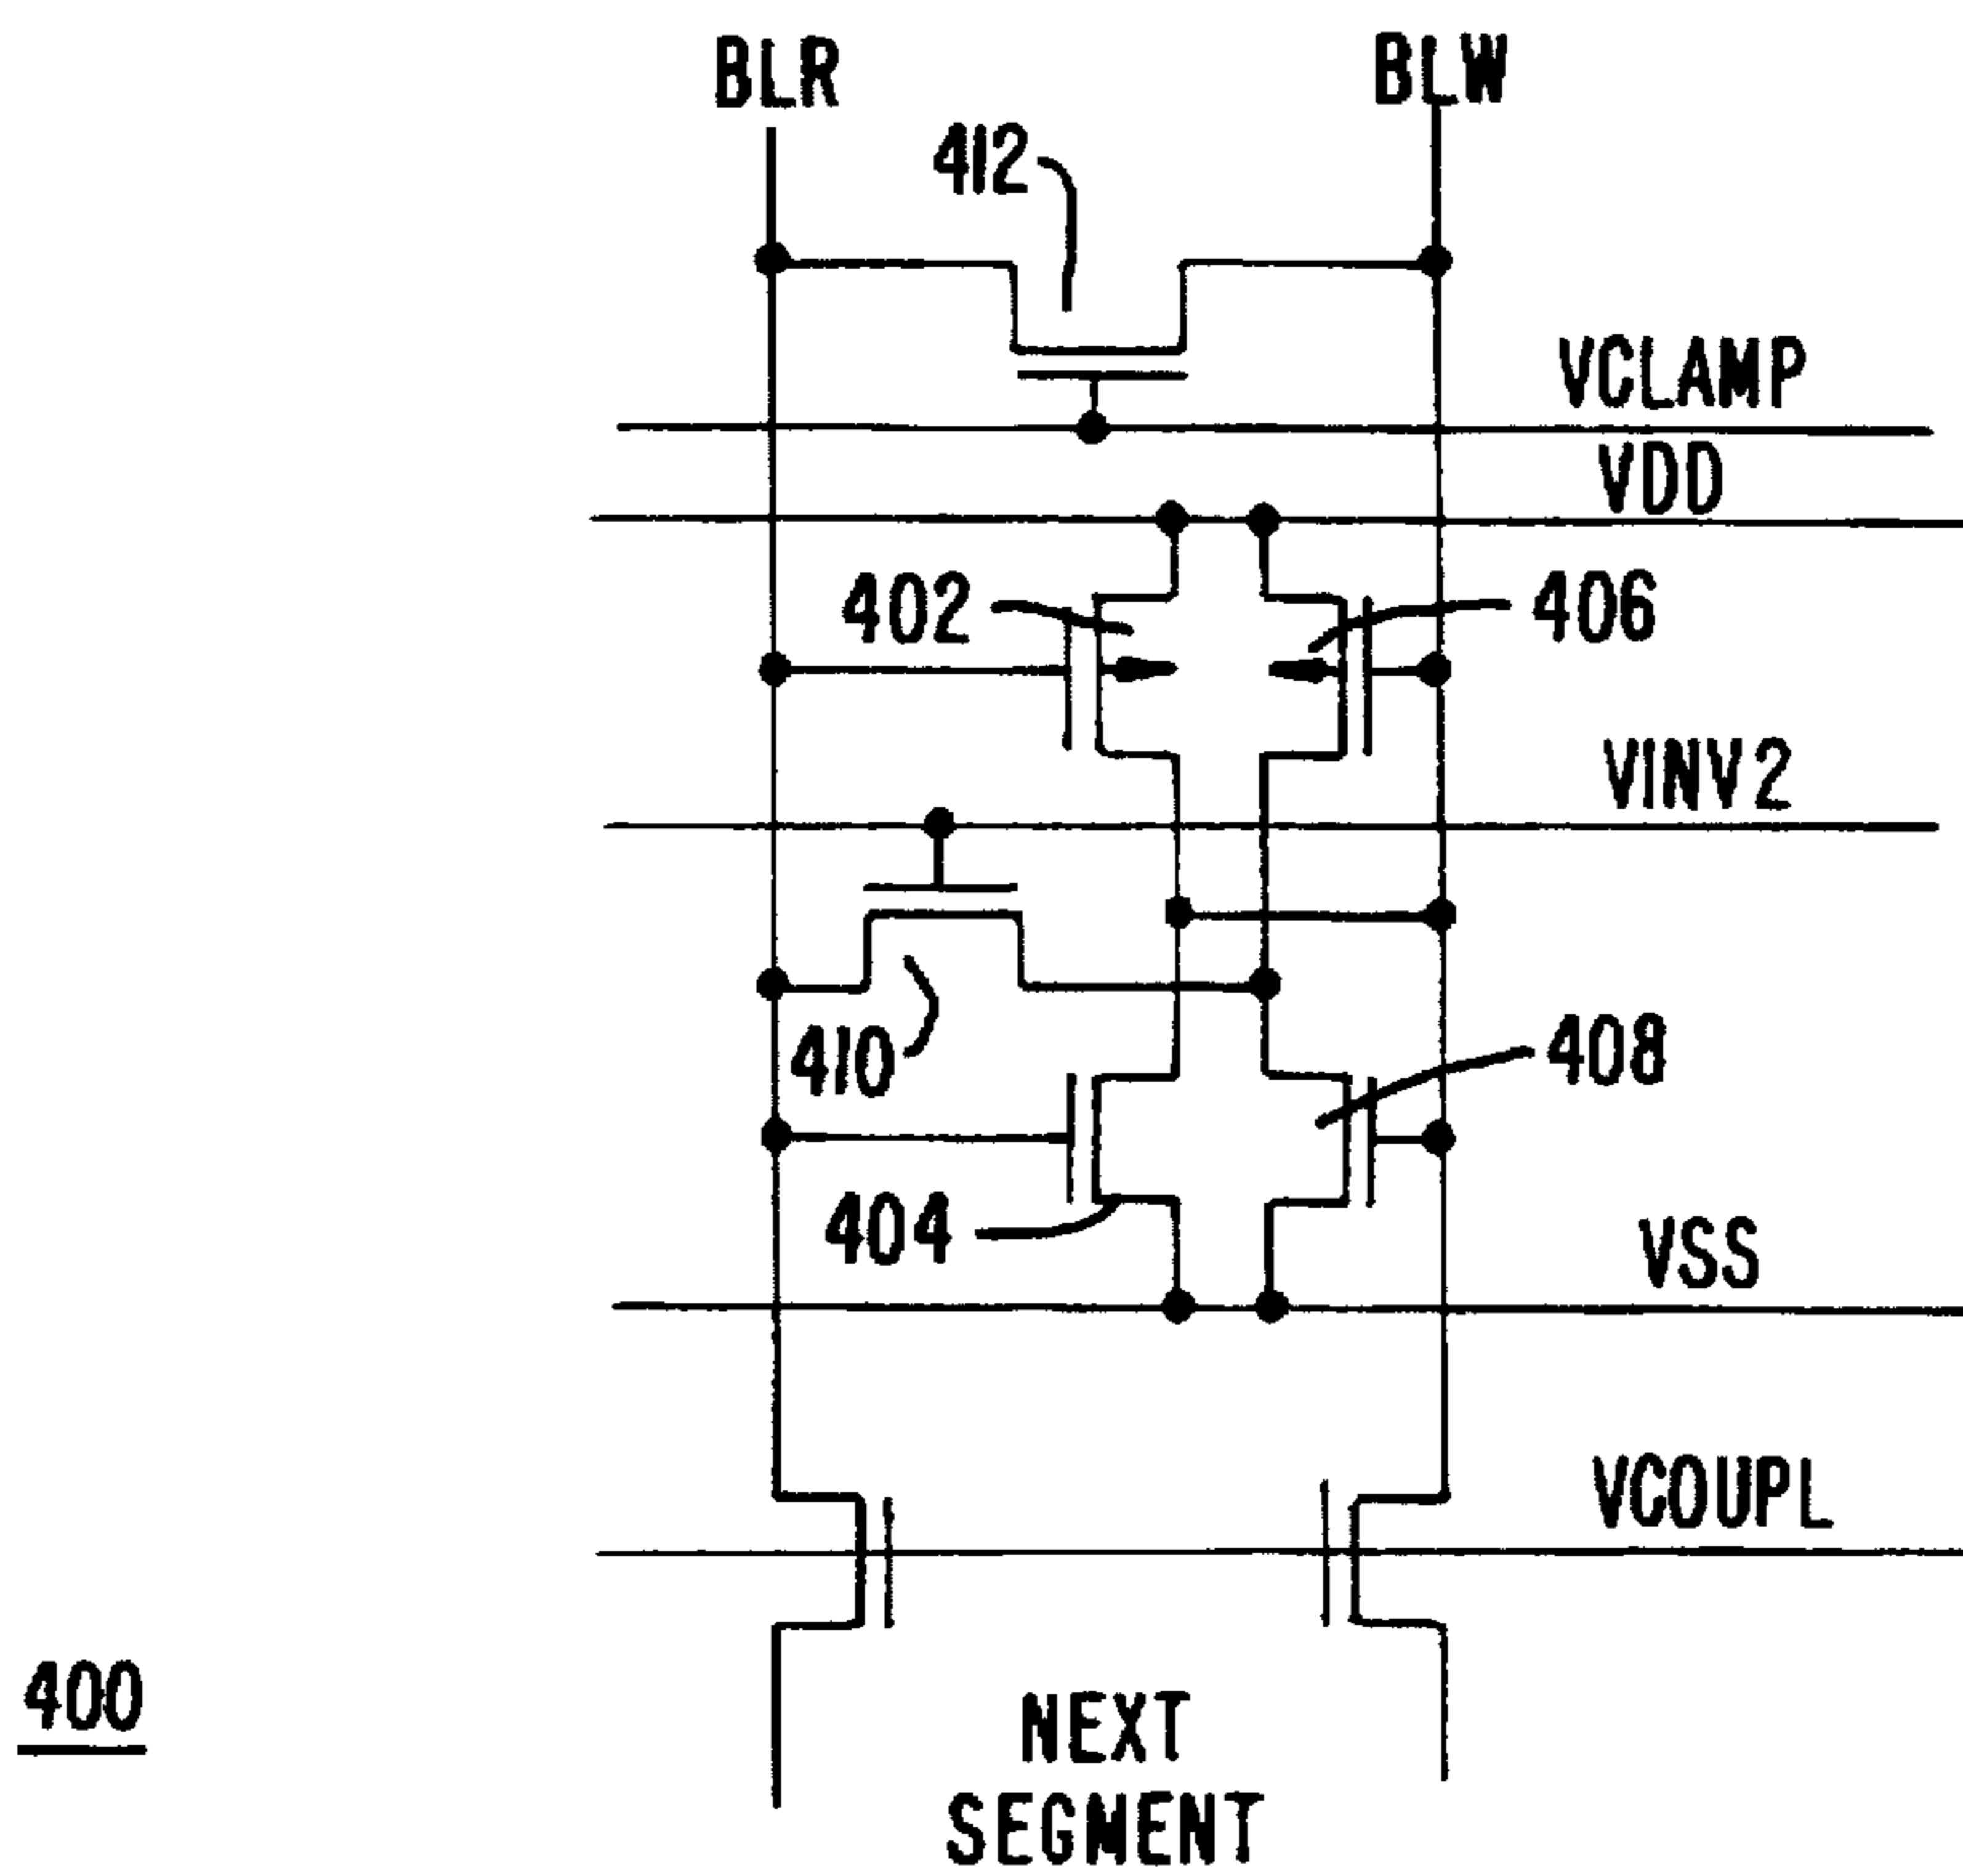 BLR
BLW
412
VCLAMP
VDD
402
406
VINV2
410
408
404
VSS
VCOUPL
400
NEXT
SEGMENT